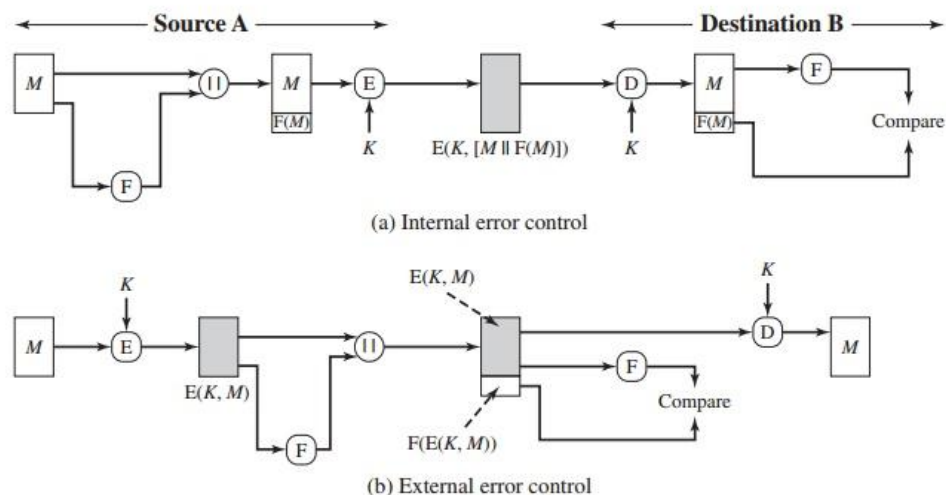 Source A
Destination B
M
F
||
M
F(M)
E
K
E(K, [M || F(M)])
D
K
M
F(M)
F
Compare
(a) Internal error control
M
K
E
E(K, M)
F
||
E(K, M)
F(E(K, M))
F
Compare
K
D
M
(b) External error control